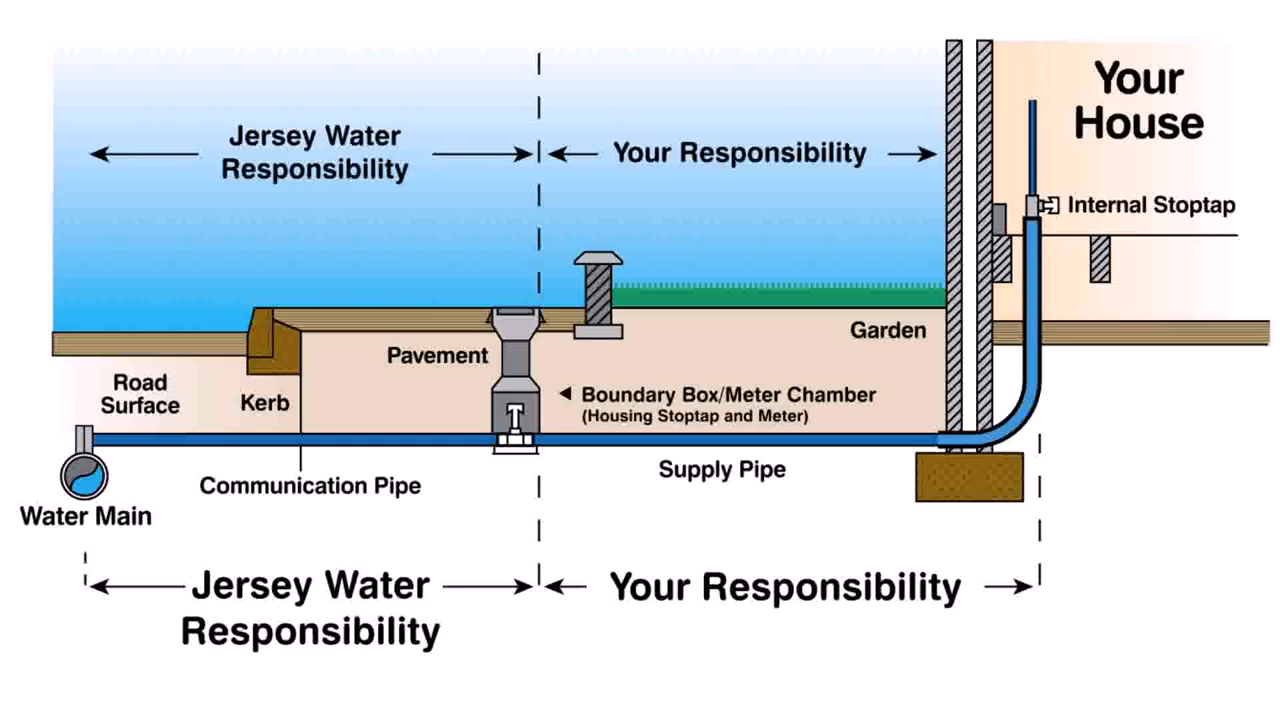 Your
House
Jersey Water
Responsibility
Your Responsibility
Internal Stoptap
Garden
Pavement
Road
Surface
Kerb
Boundary Box/Meter Chamber
(Housing Stoptap and Meter)
Supply Pipe
Communication Pipe
Water Main
Jersey Water
Responsibility
Your Responsibility